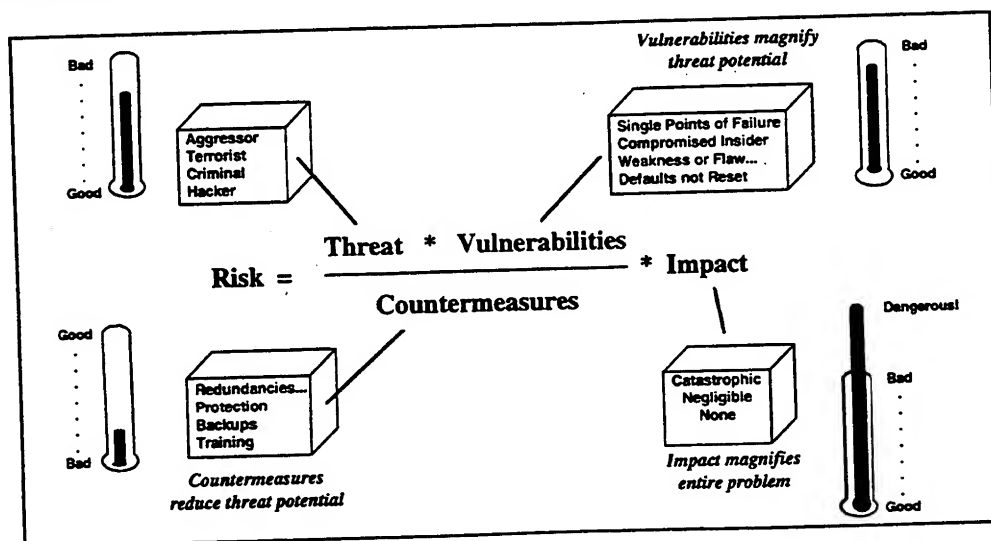 Bad
Good
Aggressor
Terrorist
Criminal
Hacker
Vulnerabilities magnify
threat potential
Single Points of Failure
Compromised Insider
Weakness or Flaw...
Defaults not Reset
Bad
Good
Risk =
Threat * Vulnerabilities
Countermeasures
* Impact
Good
Bad
Redundancies...
Protection
Backups
Training
Countermeasures
reduce threat potential
Catastrophic
Negligible
None
Impact magnifies
entire problem
Dangerous!
Bad
Good